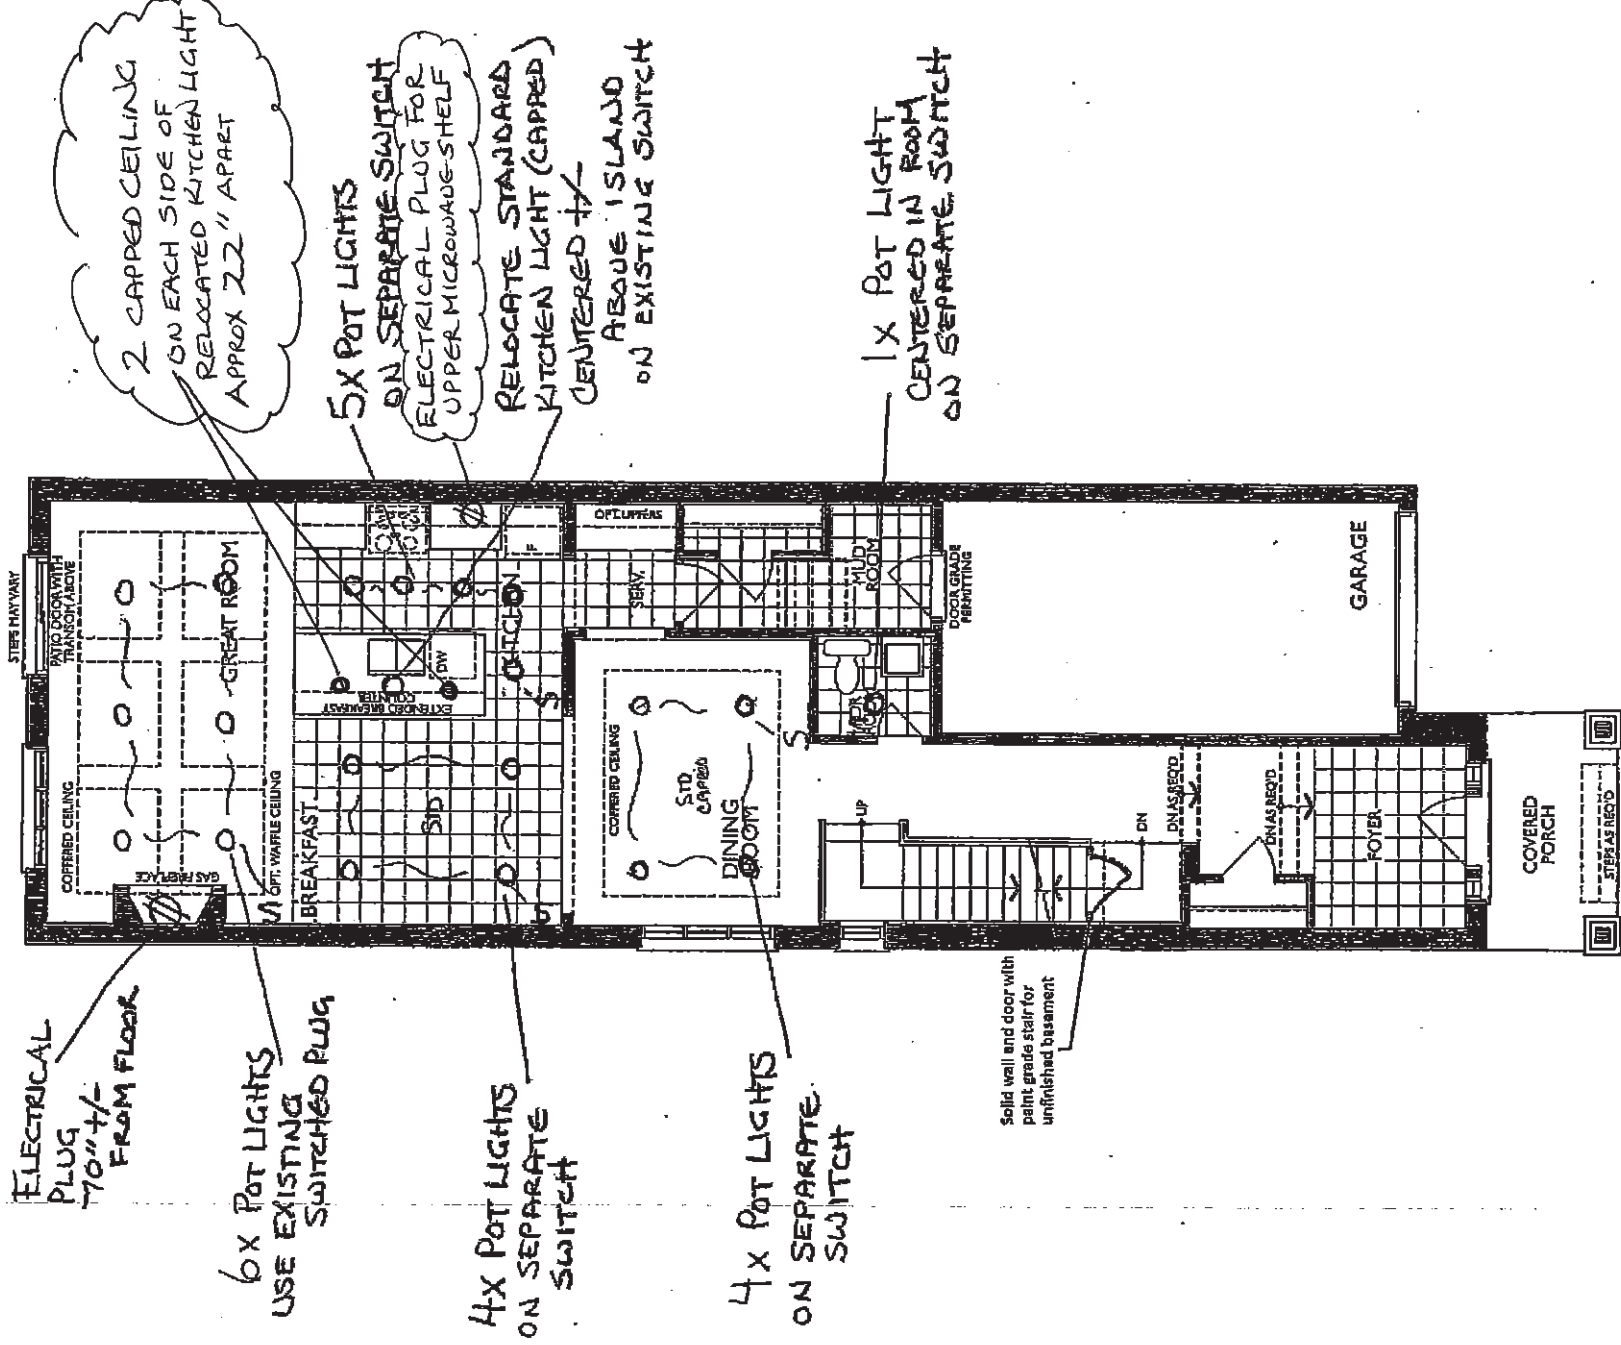 2 CAPPED CEILING
ON EACH SIDE OF
RELOCATED KITCHEN LIGHT
APPROX 22" APART
5X POT LIGHTS
ON SEPARATE SWITCH
ELECTRICAL PLUG FOR
UPPER MICROWAVE SHELF
RELOCATE STANDARD
KITCHEN LIGHT (CAPPED)
CENTERED +/-
ABOVE ISLAND
ON EXISTING SWITCH
1X POT LIGHT
CENTERED IN ROOM
ON SEPARATE SWITCH
STEPS MAY VARY
PATIO DOOR WITH
TRANSOM ABOVE
GREAT ROOM
COFFERED CEILING
GAS FIREPLACE
OPT. WAFFLE CEILING
S
BREAKFAST
STD
S
EXTENDED BREAKFAST
COUNTER
DW
KITCHEN
S
F
OPT. UPPERS
SERV.
MUD
ROOM
DOOR GRADE
PERMITTING
GARAGE
COFFERED CEILING
STD
CAPPED
DINING
ROOM
S
PWDR
ROOM
UP
DN
DN AS REQ'D
DN AS REQ'D
FOYER
COVERED
PORCH
STEPS AS REQ'D
ELECTRICAL
PLUG
70" +/-
FROM FLOOR
6X POT LIGHTS
USE EXISTING
SWITCHED PLUG
4X POT LIGHTS
ON SEPARATE
SWITCH
4X POT LIGHTS
ON SEPARATE
SWITCH
Solid wall and door with
paint grade stair for
unfinished basement